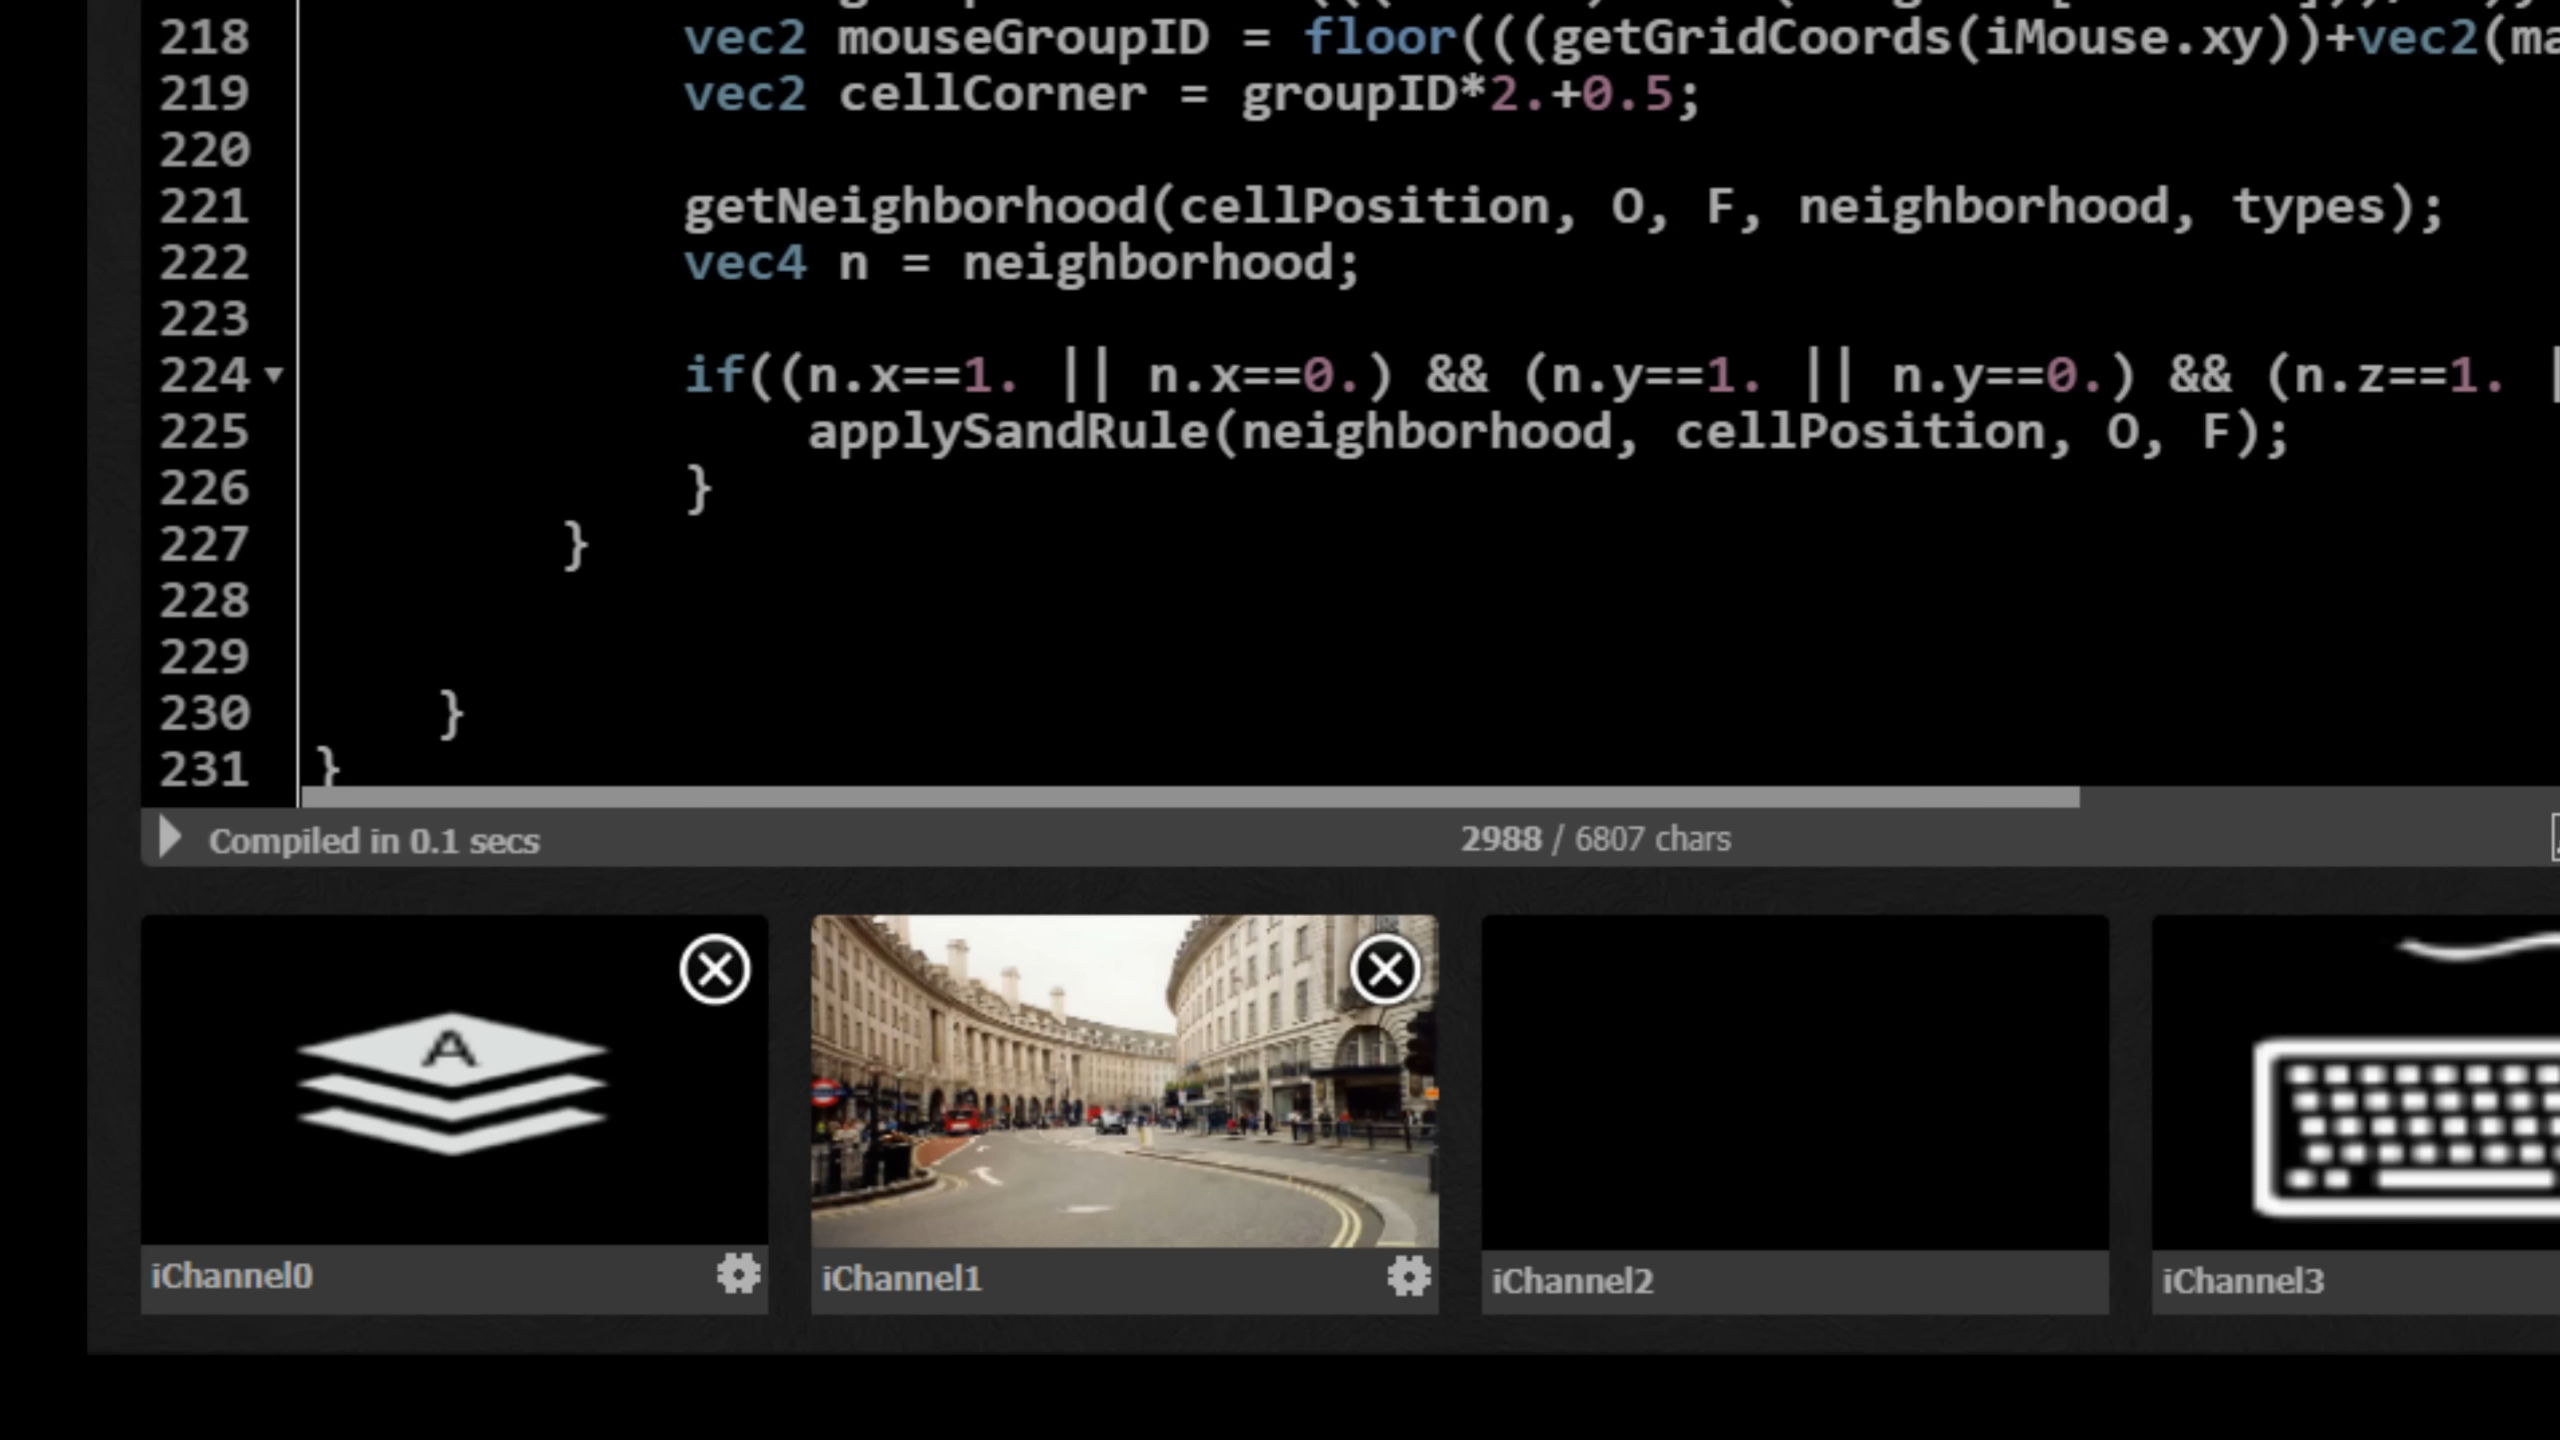 218 vec2 mouseGroupID = floor(((getGridCoords(iMouse.xy))+vec2(ma
219 vec2 cellCorner = groupID*2.+0.5;
220
221 getNeighborhood(cellPosition, O, F, neighborhood, types);
222 vec4 n = neighborhood;
223
224 if((n.x==1. || n.x==0.) && (n.y==1. || n.y==0.) && (n.z==1. |
225 applySandRule(neighborhood, cellPosition, O, F);
226 }
227 }
228
229
230 }
231 }
Compiled in 0.1 secs 2988 / 6807 chars
A
iChannel0 iChannel1 iChannel2 iChannel3